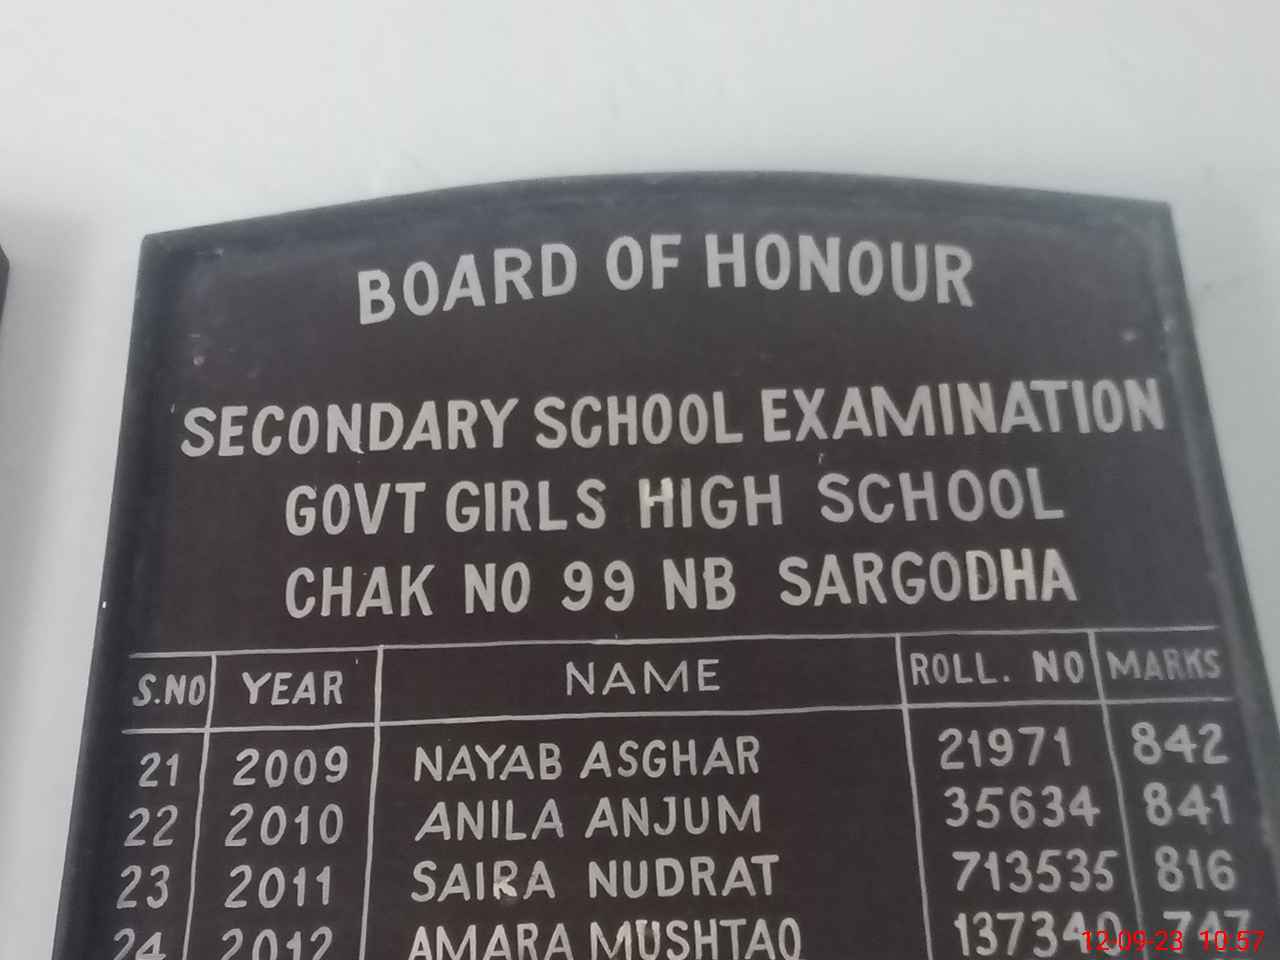 BOARD OF HONOUR
SECONDARY SCHOOL EXAMINATION
GOVT GIRLS HIGH SCHOOL
CHAK NO 99 NB SARGODHA
S.NO YEAR NAME ROLL. NO MARKS
21 2009 NAYAB ASGHAR 21971 842
22 2010 ANILA ANJUM 35634 841
23 2011 SAIRA NUDRAT 713535 816
24 2012 AMARA MUSHTAQ 137340
12-09-23 10:57